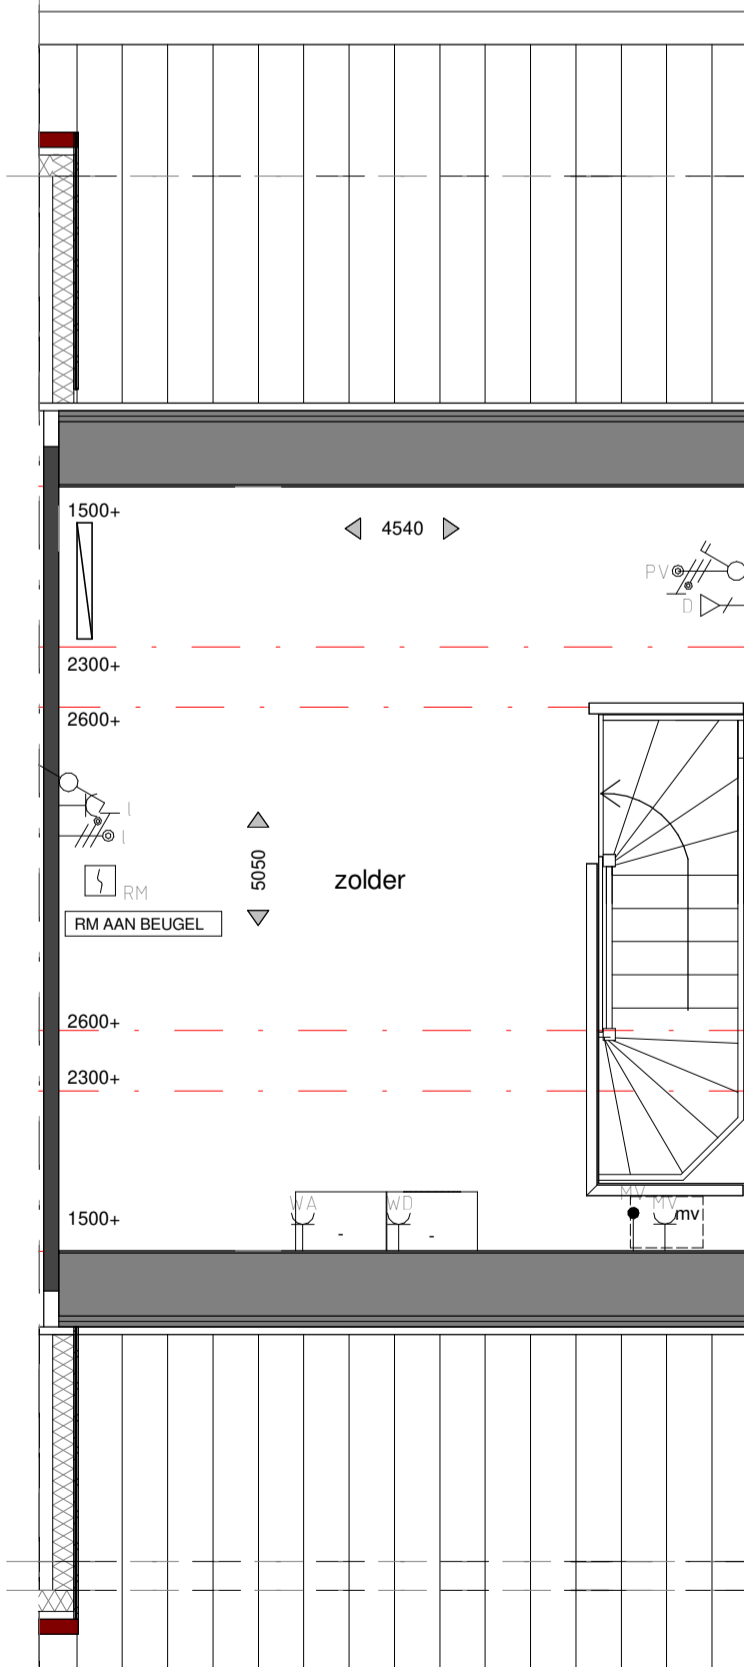 1500+
4540
PV
D
2300+
2600+
l
l
5050
zolder
RM
RM AAN BEUGEL
2600+
2300+
WA
WD
MV
MV
mv
1500+